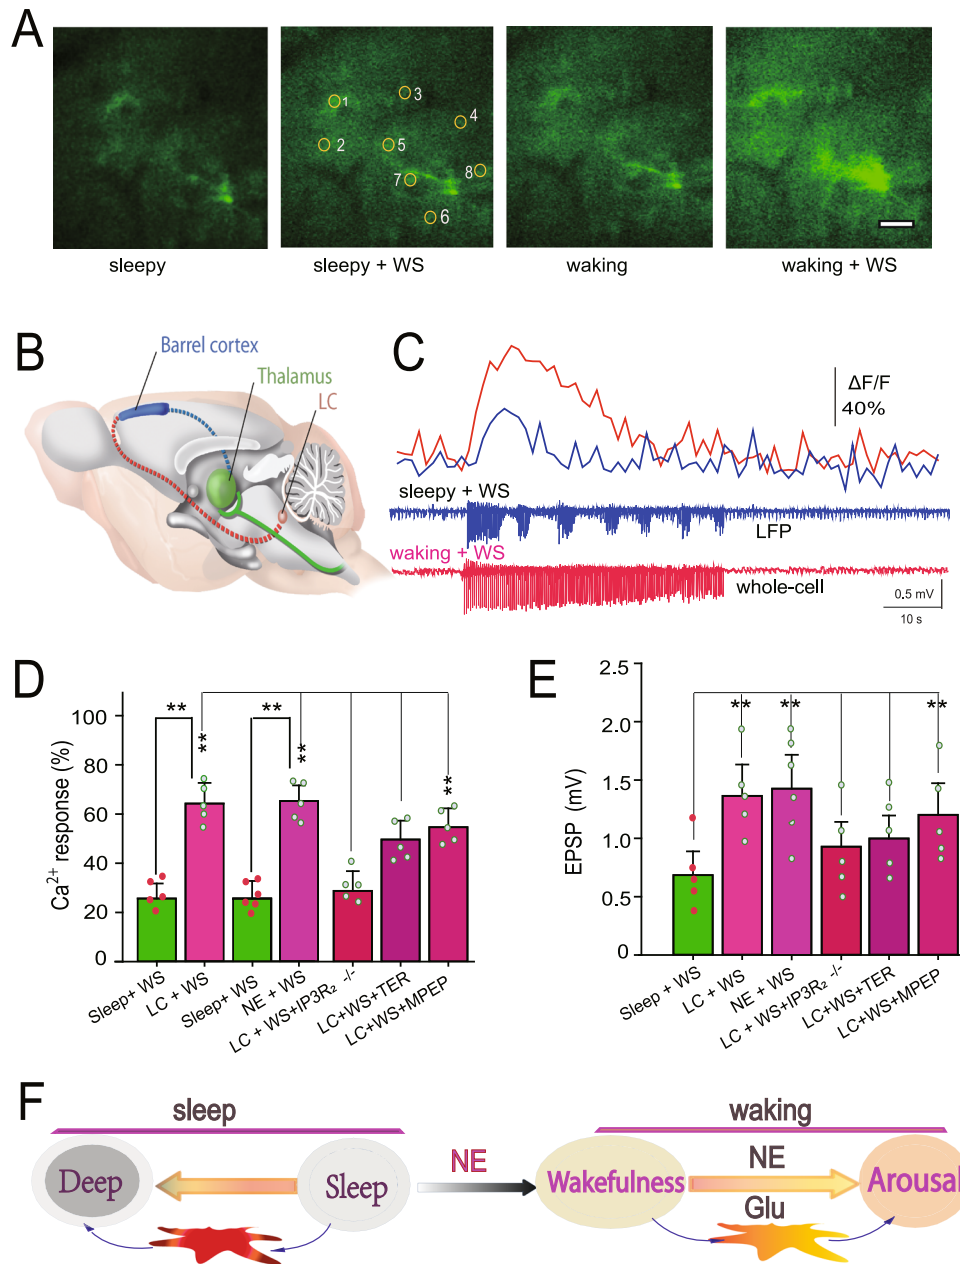 A
1
2
3
4
5
6
7
8
sleepy
sleepy + WS
waking
waking + WS
B
Barrel cortex
Thalamus
LC
C
ΔF/F
40%
sleepy + WS
LFP
waking + WS
whole-cell
0.5 mV
10 s
D
Ca²⁺ response (%)
100
80
60
40
20
0
**
**
**
**
**
Sleep+ WS
LC + WS
Sleep+ WS
NE + WS
LC + WS+IP3R₂ -/-
LC+WS+TER
LC+WS+MPEP
E
EPSP (mV)
2.5
2.0
1.5
1.0
0.5
0
**
**
**
Sleep + WS
LC + WS
NE + WS
LC + WS+IP3R₂ -/-
LC+WS+TER
LC+WS+MPEP
F
sleep
Deep
Sleep
NE
waking
Wakefulness
NE
Glu
Arousal